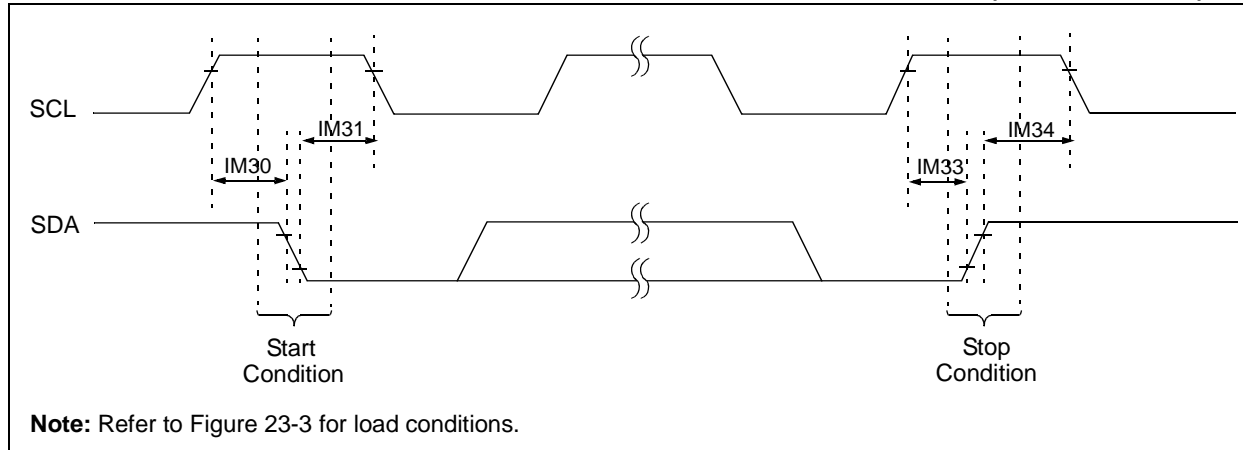 SCL
IM31
IM34
IM30
IM33
SDA
Start
Condition
Stop
Condition
Note: Refer to Figure 23-3 for load conditions.